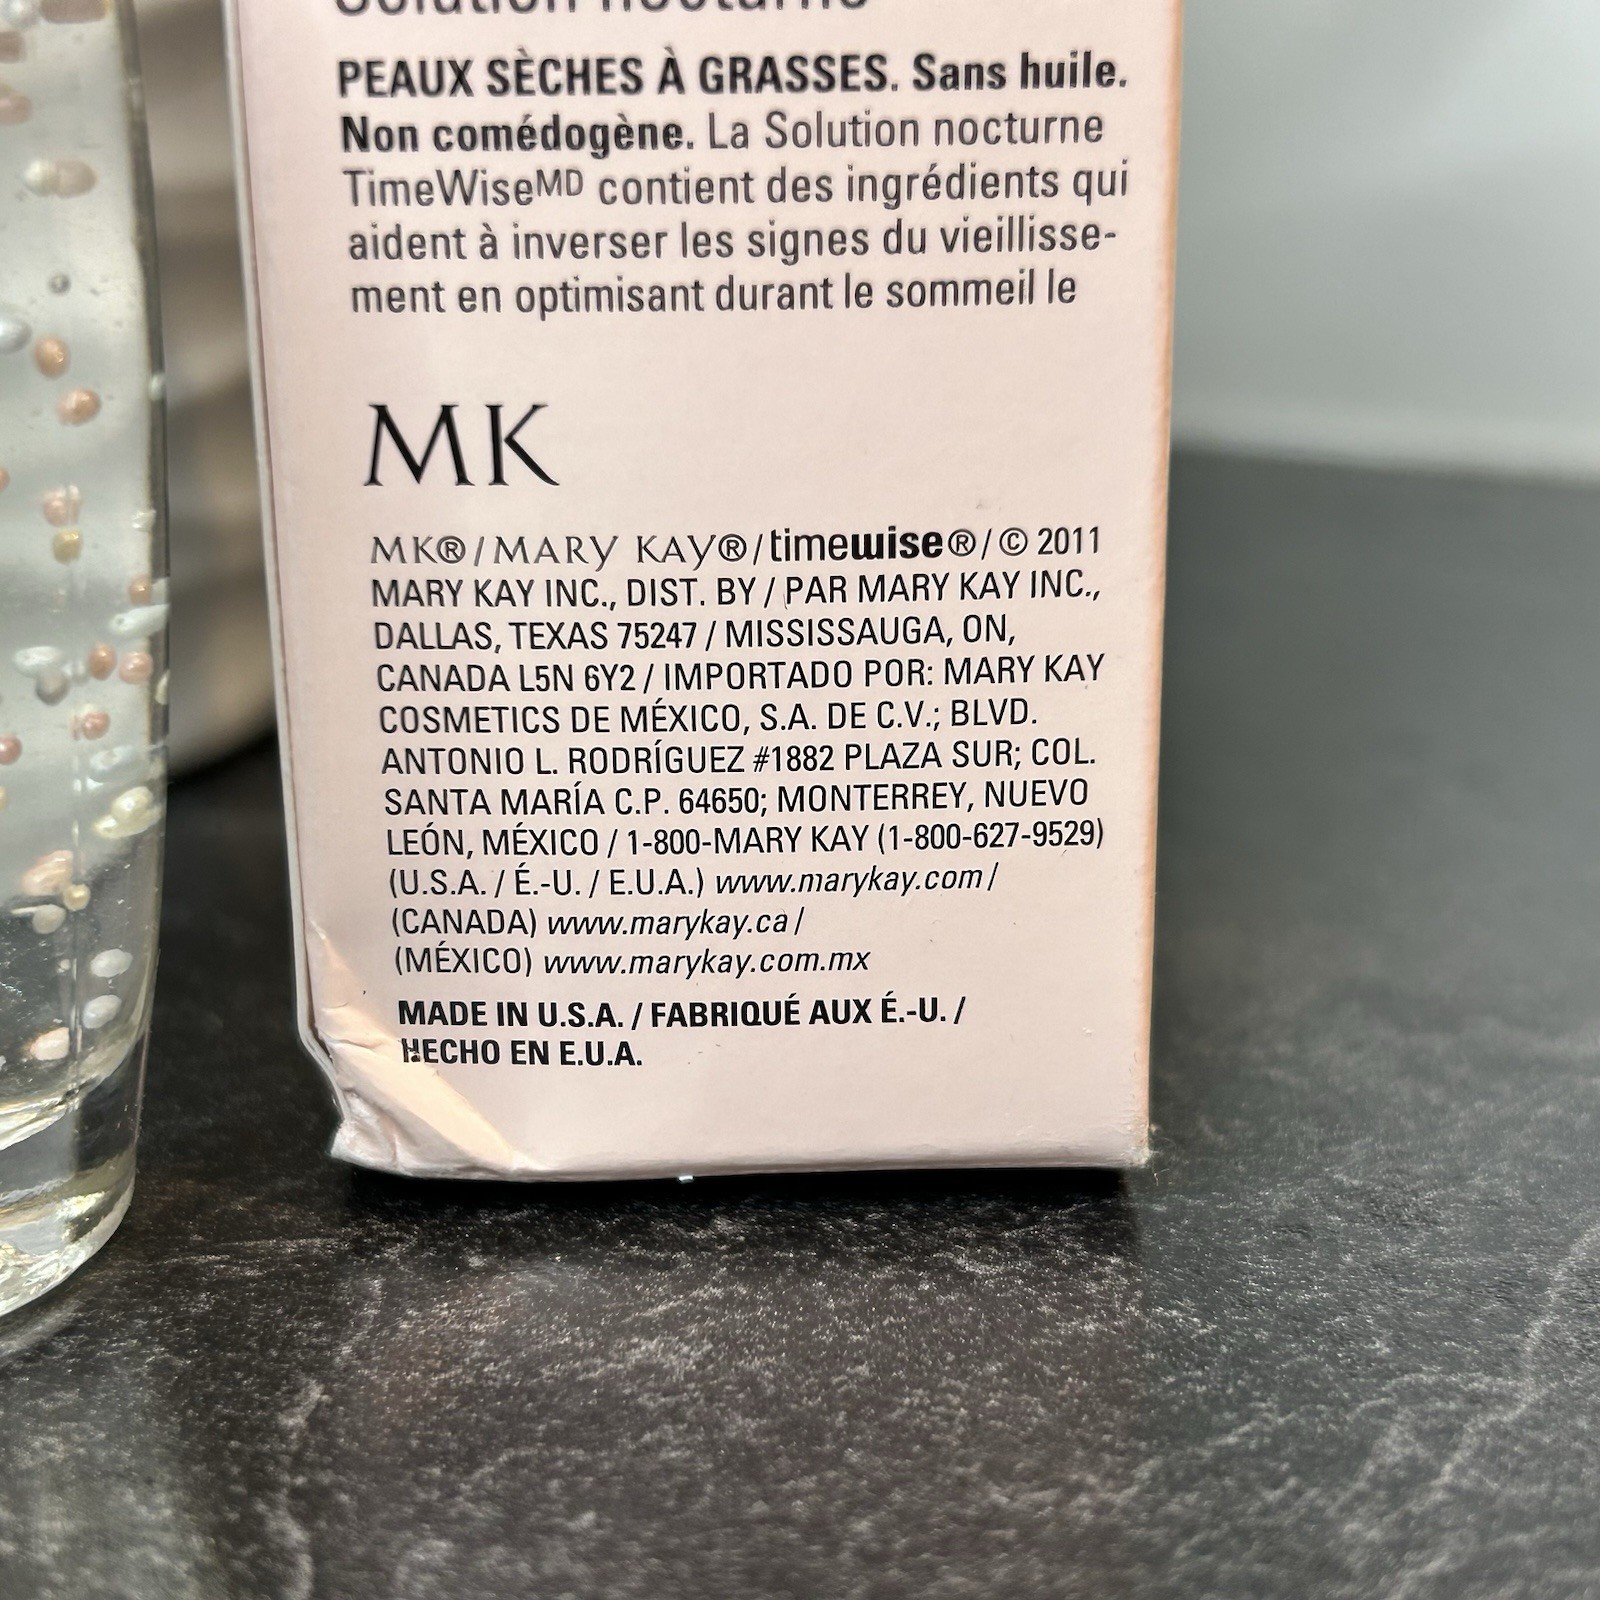 Solution nocturne
PEAUX SÈCHES À GRASSES. Sans huile.
Non comédogène. La Solution nocturne
TimeWiseMD contient des ingrédients qui
aident à inverser les signes du vieillisse-
ment en optimisant durant le sommeil le
MK
MK®/MARY KAY®/timewise®/© 2011
MARY KAY INC., DIST. BY / PAR MARY KAY INC.,
DALLAS, TEXAS 75247 / MISSISSAUGA, ON,
CANADA L5N 6Y2 / IMPORTADO POR: MARY KAY
COSMETICS DE MÉXICO, S.A. DE C.V.; BLVD.
ANTONIO L. RODRÍGUEZ #1882 PLAZA SUR; COL.
SANTA MARÍA C.P. 64650; MONTERREY, NUEVO
LEÓN, MÉXICO / 1-800-MARY KAY (1-800-627-9529)
(U.S.A. / É.-U. / E.U.A.) www.marykay.com/
(CANADA) www.marykay.ca/
(MÉXICO) www.marykay.com.mx
MADE IN U.S.A. / FABRIQUÉ AUX É.-U. /
HECHO EN E.U.A.